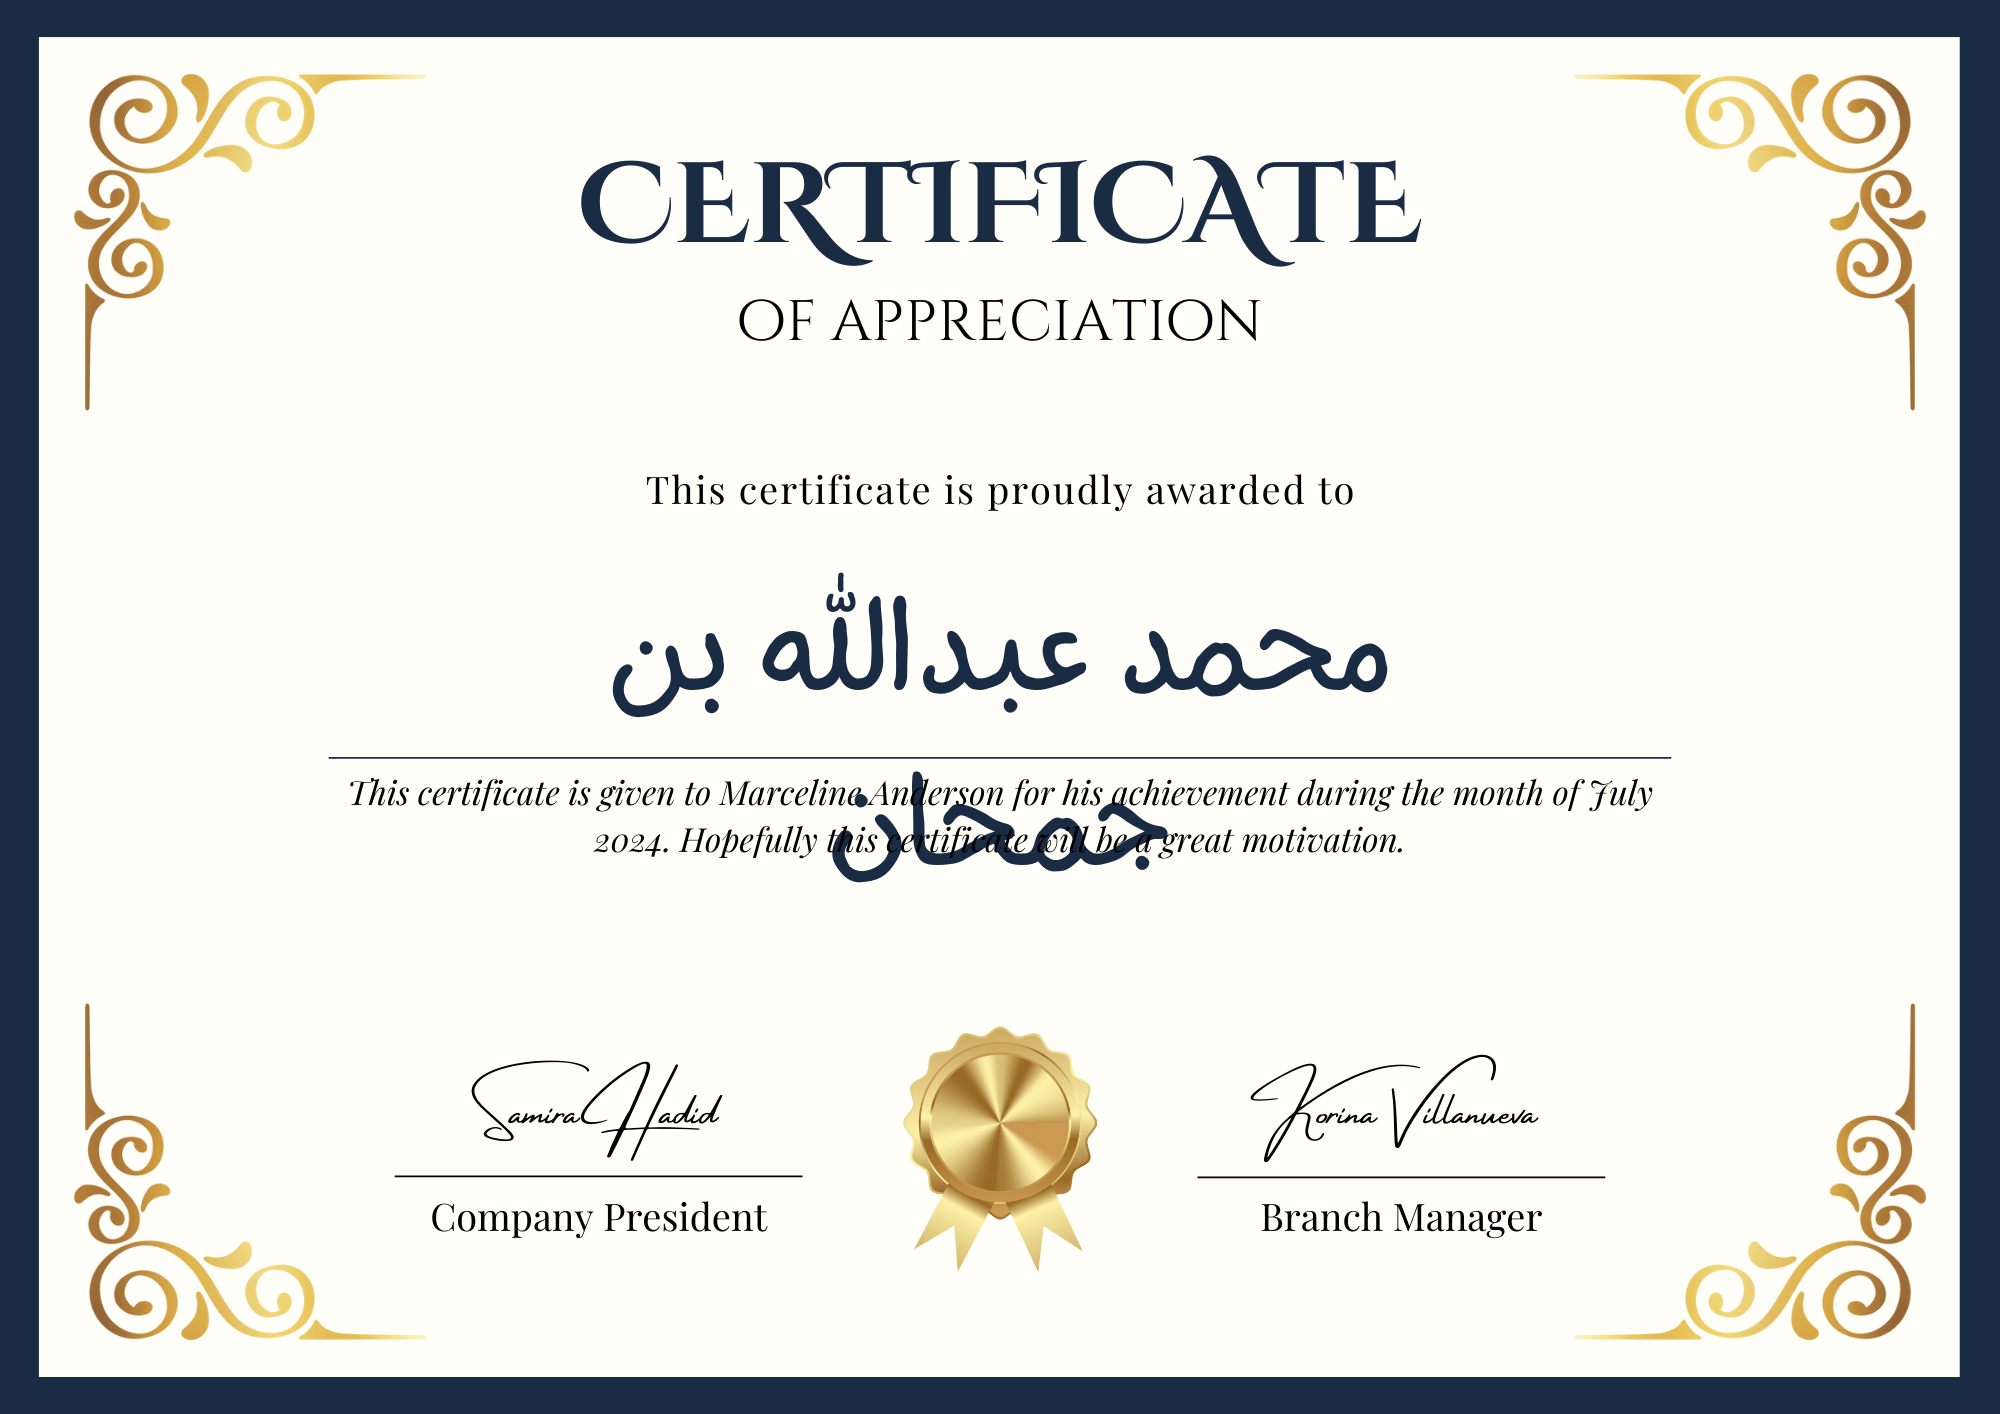 CERTIFICATE
OF APPRECIATION
This certificate is proudly awarded to
محمد عبدالله بن
جمحان
This certificate is given to Marceline Anderson for his achievement during the month of July
2024. Hopefully this certificate will be a great motivation.
Samira Hadid
Korina Villanueva
Company President
Branch Manager